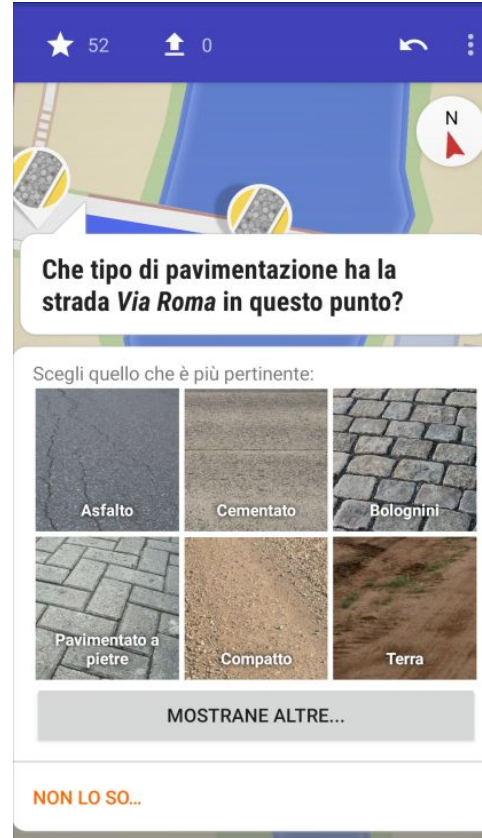 52
0
N
Che tipo di pavimentazione ha la
strada Via Roma in questo punto?
Scegli quello che è più pertinente:
Asfalto
Cementato
Bolognini
Pavimentato a
pietre
Compatto
Terra
MOSTRANE ALTRE...
NON LO SO...